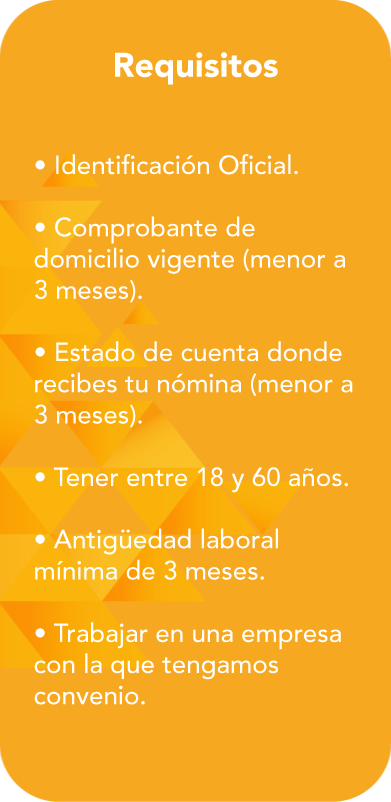 Requisitos
• Identificación Oficial.
• Comprobante de
domicilio vigente (menor a
3 meses).
• Estado de cuenta donde
recibes tu nómina (menor a
3 meses).
• Tener entre 18 y 60 años.
• Antigüedad laboral
mínima de 3 meses.
• Trabajar en una empresa
con la que tengamos
convenio.